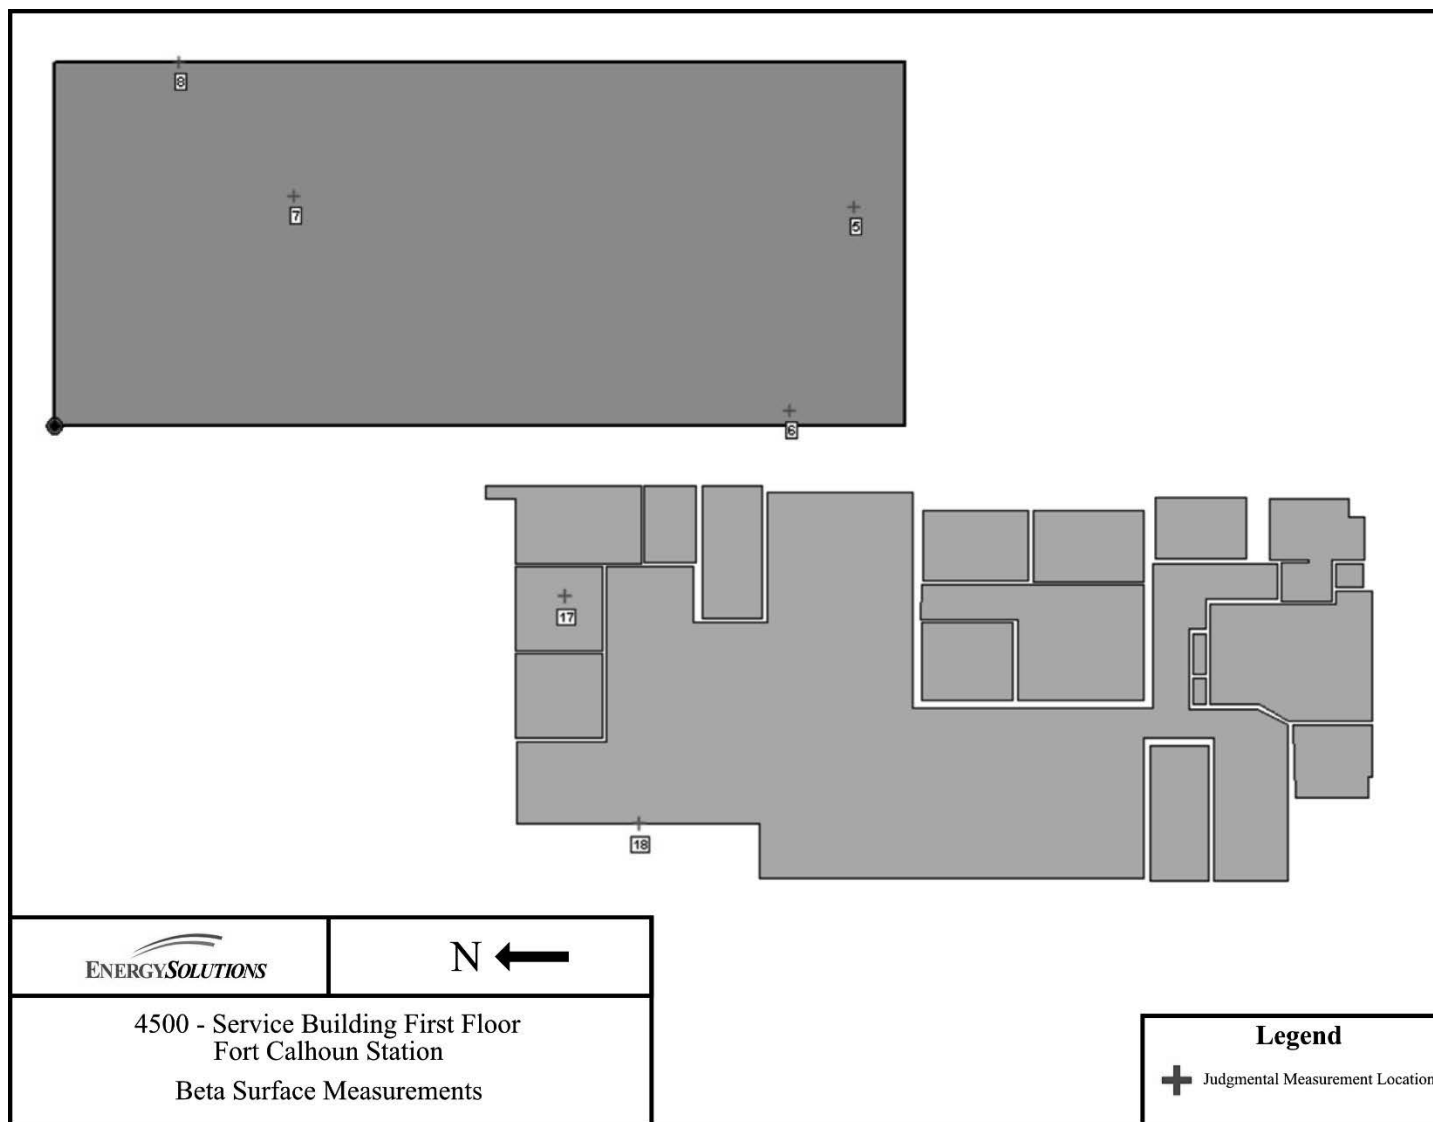 8
7
5
6
17
18
ENERGYSOLUTIONS
N
4500 - Service Building First Floor
Fort Calhoun Station
Beta Surface Measurements
Legend
Judgmental Measurement Location